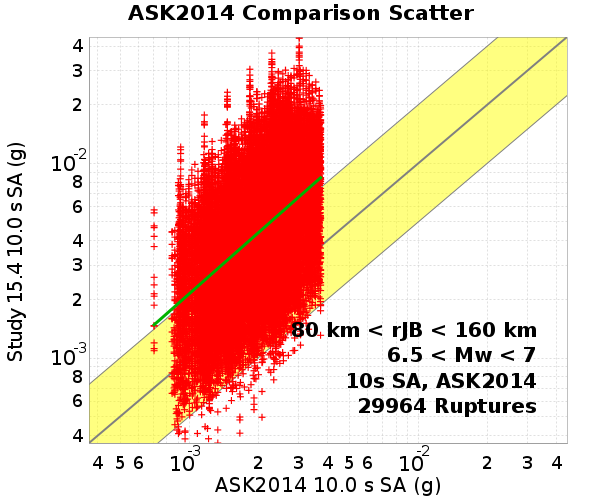 ASK2014 Comparison Scatter
4
3
2
10-2
8
6
4
3
2
10-3
8
6
4
Study 15.4 10.0 s SA (g)
80 km < rJB < 160 km
6.5 < Mw < 7
10s SA, ASK2014
29964 Ruptures
4 5 6 10-3 2 3 4 5 6 10-2 2 3 4
ASK2014 10.0 s SA (g)